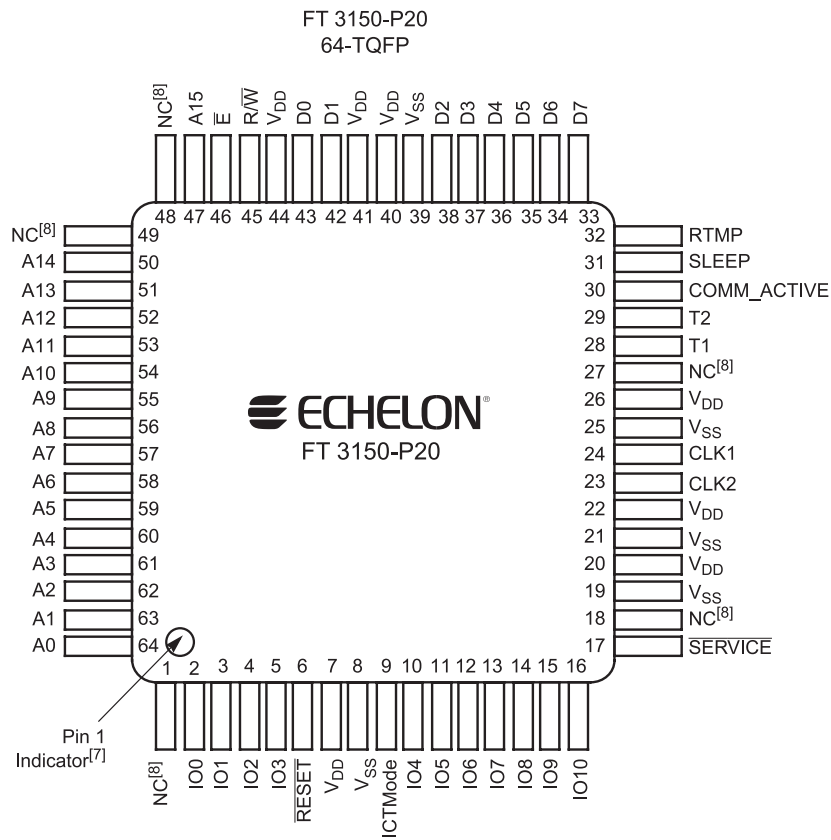 FT 3150-P20
64-TQFP
NC[8] A15 E R/W VDD D0 D1 VDD VDD VSS D2 D3 D4 D5 D6 D7
48 47 46 45 44 43 42 41 40 39 38 37 36 35 34 33
NC[8] 49
A14 50
A13 51
A12 52
A11 53
A10 54
A9 55
A8 56
A7 57
A6 58
A5 59
A4 60
A3 61
A2 62
A1 63
A0 64
32 RTMP
31 SLEEP
30 COMM_ACTIVE
29 T2
28 T1
27 NC[8]
26 VDD
25 VSS
24 CLK1
23 CLK2
22 VDD
21 VSS
20 VDD
19 VSS
18 NC[8]
17 SERVICE
ECHELON®
FT 3150-P20
1 2 3 4 5 6 7 8 9 10 11 12 13 14 15 16
NC[8] IO0 IO1 IO2 IO3 RESET VDD VSS ICTMode IO4 IO5 IO6 IO7 IO8 IO9 IO10
Pin 1
Indicator[7]